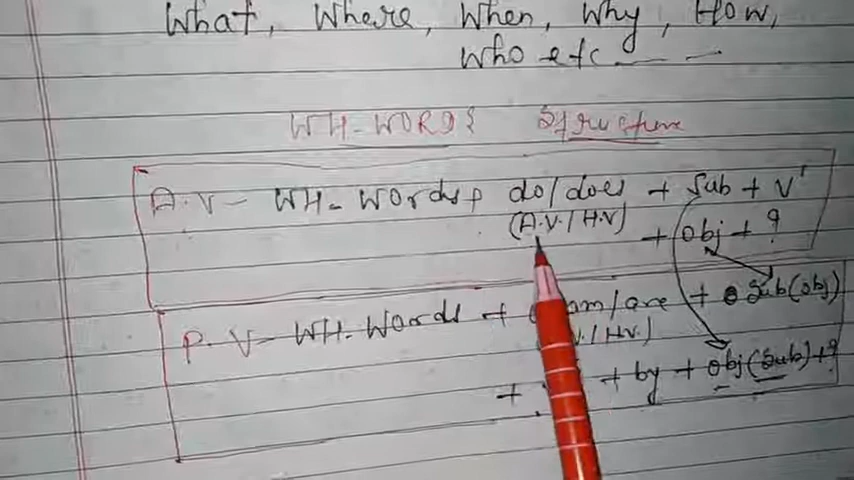 What, Where, When, Why, How,
Who etc
WH-WORDS Structure
A.V - WH-Words + do/does + Sub + V'
(A.V./H.V) + obj + ?
P.V - WH-Words + /am/are + Sub(obj)
/H.V.)
+ + by + obj(Sub)+?